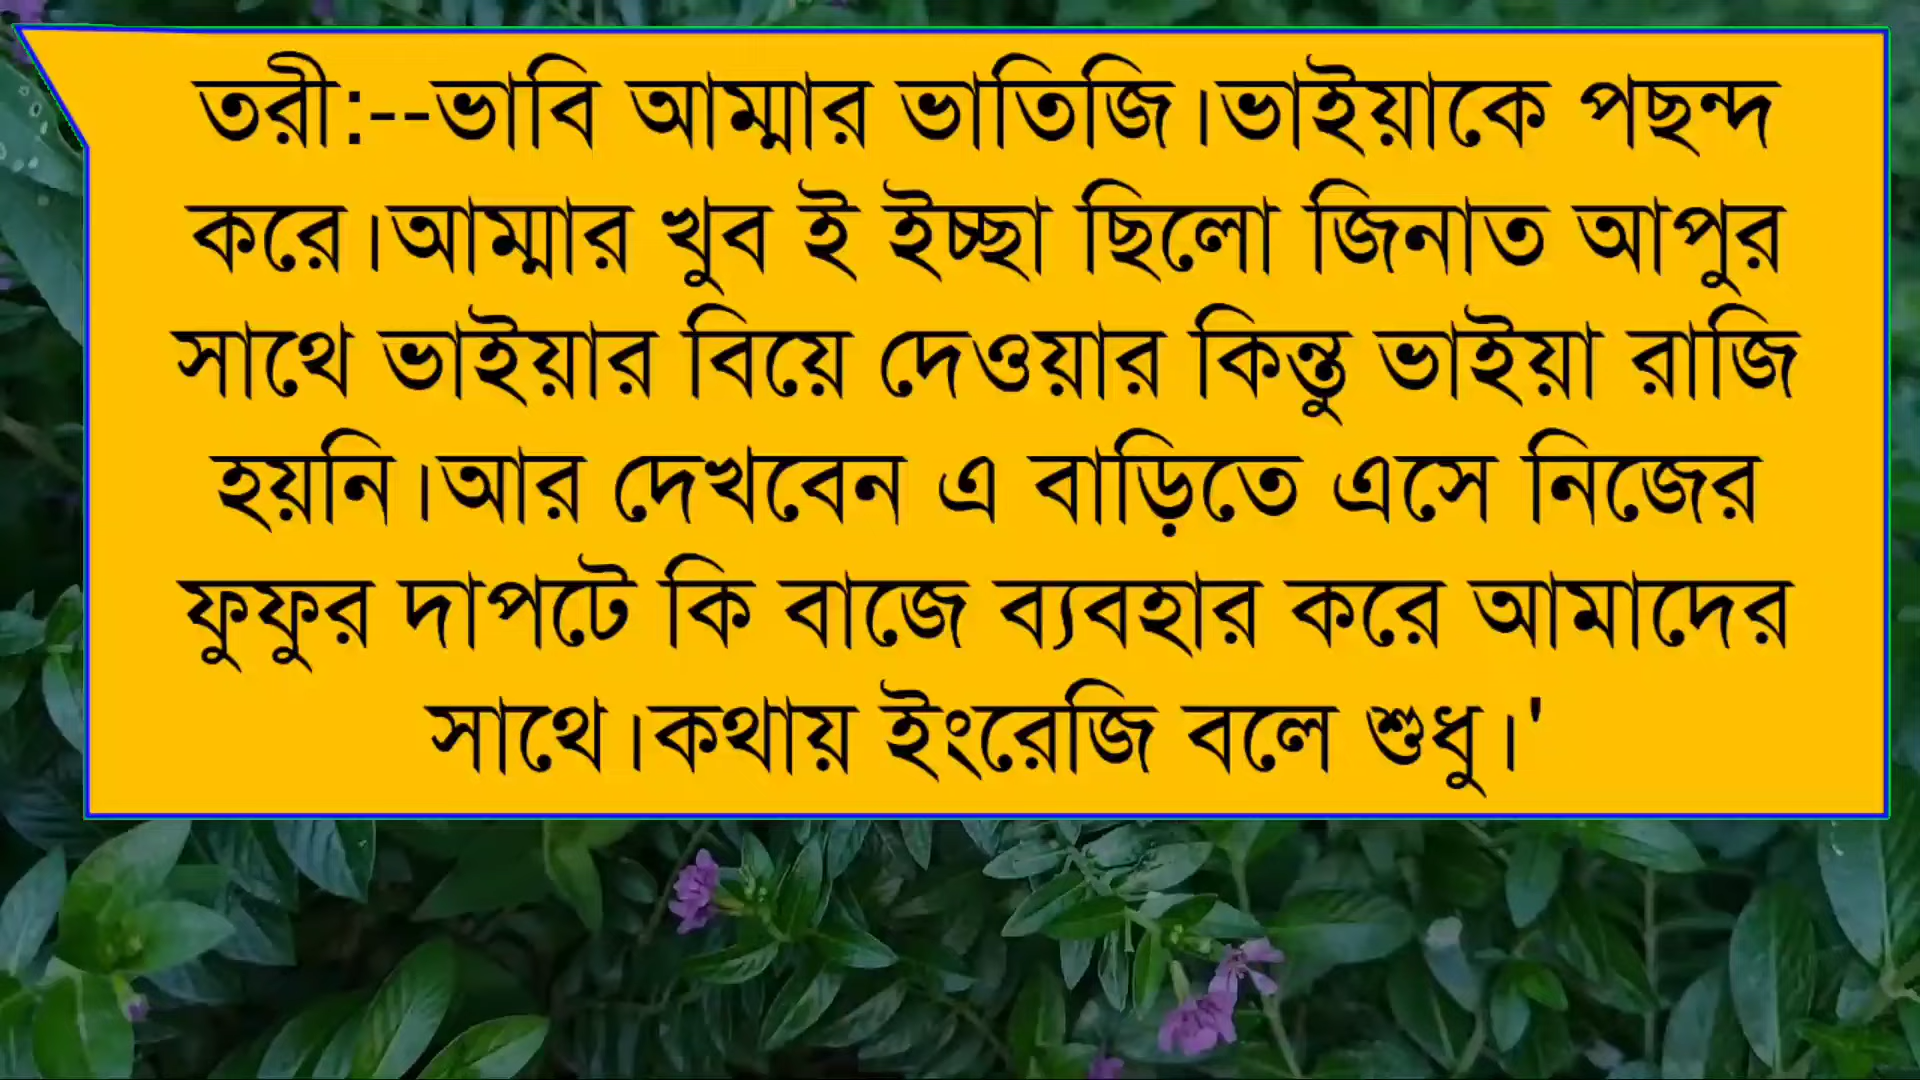 তরী:--ভাবি আম্মার ভাতিজি।ভাইয়াকে পছন্দ
করে।আম্মার খুব ই ইচ্ছা ছিলো জিনাত আপুর
সাথে ভাইয়ার বিয়ে দেওয়ার কিন্তু ভাইয়া রাজি
হয়নি।আর দেখবেন এ বাড়িতে এসে নিজের
ফুফুর দাপটে কি বাজে ব্যবহার করে আমাদের
সাথে।কথায় ইংরেজি বলে শুধু।'